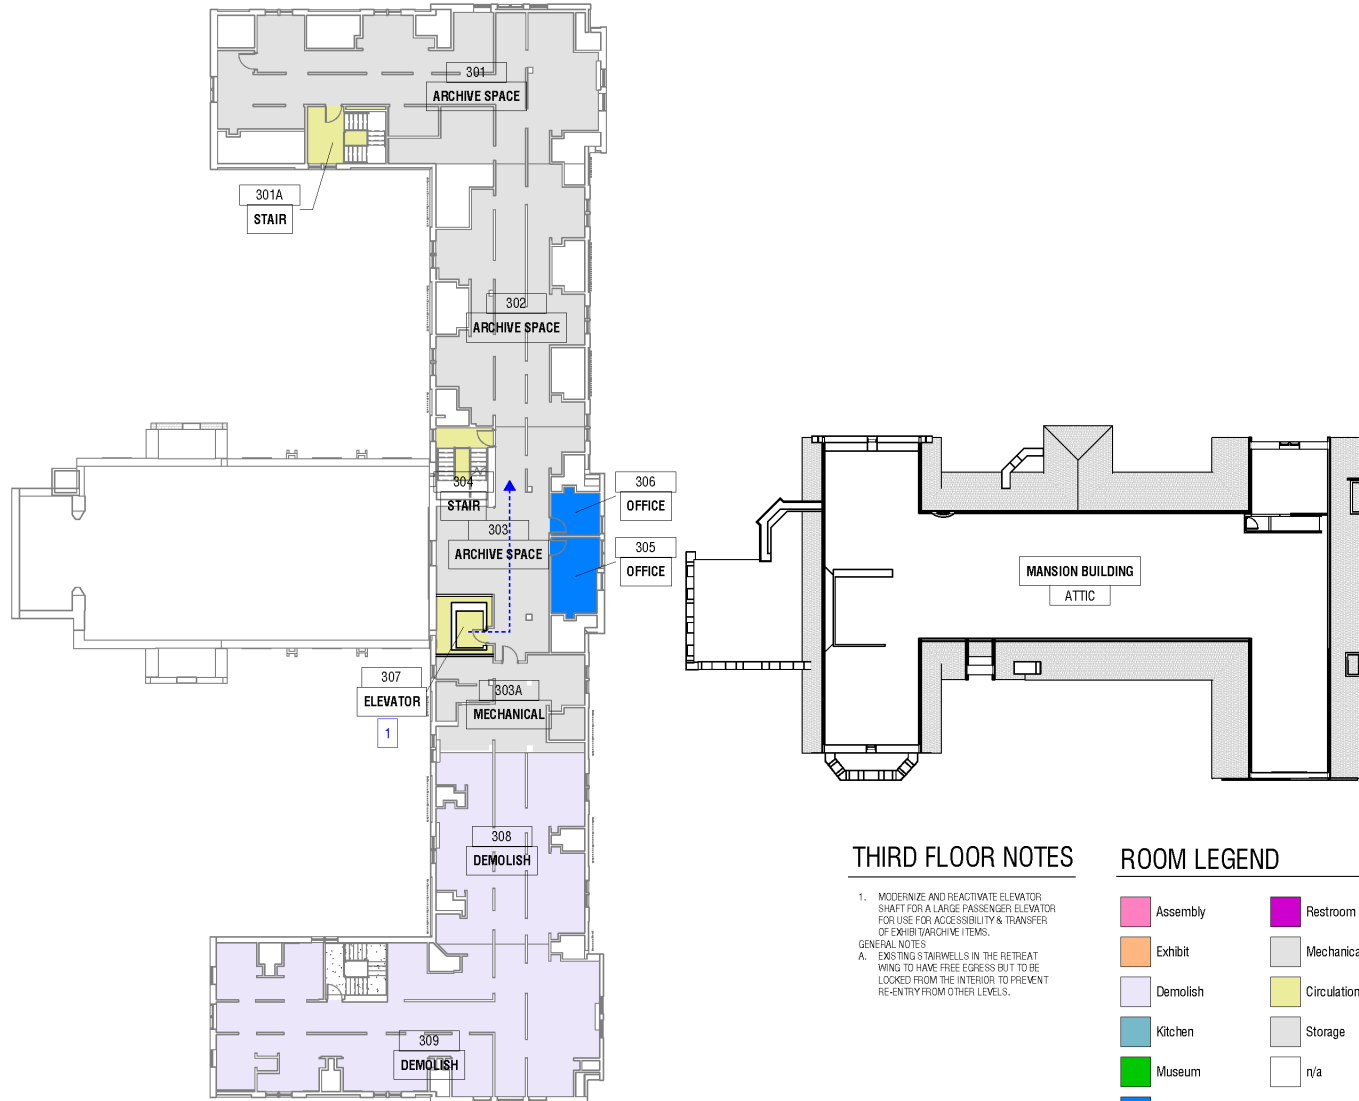 301
ARCHIVE SPACE
301A
STAIR
302
ARCHIVE SPACE
304
STAIR
303
ARCHIVE SPACE
306
OFFICE
305
OFFICE
307
ELEVATOR
1
303A
MECHANICAL
308
DEMOLISH
309
DEMOLISH
MANSION BUILDING
ATTIC
THIRD FLOOR NOTES
1. MODERNIZE AND REACTIVATE ELEVATOR
SHAFT FOR A LARGE PASSENGER ELEVATOR
FOR USE FOR ACCESSIBILITY & TRANSFER
OF EXHIBIT/ARCHIVE ITEMS.
GENERAL NOTES
A. EXISTING STAIRWELLS IN THE RETREAT
WING TO HAVE FREE EGRESS BUT TO BE
LOCKED FROM THE INTERIOR TO PREVENT
RE-ENTRY FROM OTHER LEVELS.
ROOM LEGEND
Assembly
Exhibit
Demolish
Kitchen
Museum
Restroom
Mechanica
Circulation
Storage
n/a